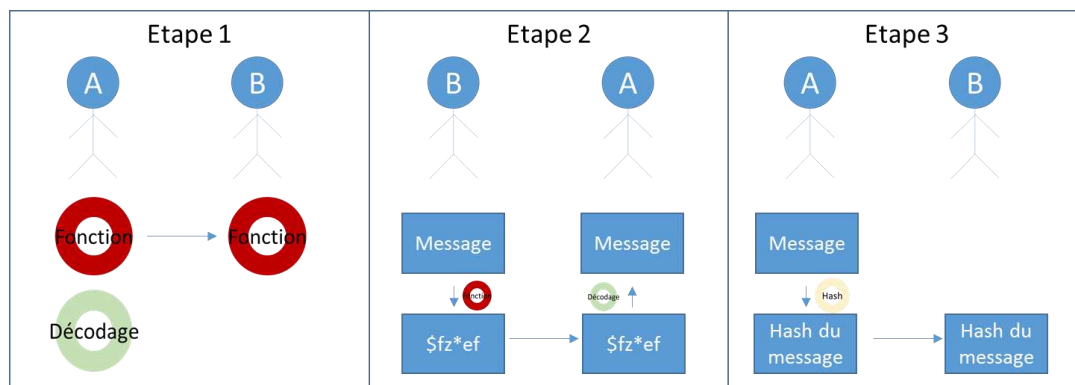 Etape 1
A
B
Fonction
Fonction
Décodage
Etape 2
B
A
Message
Message
Fonction
Décodage
$fz*ef
$fz*ef
Etape 3
A
B
Message
Hash
Hash du
message
Hash du
message